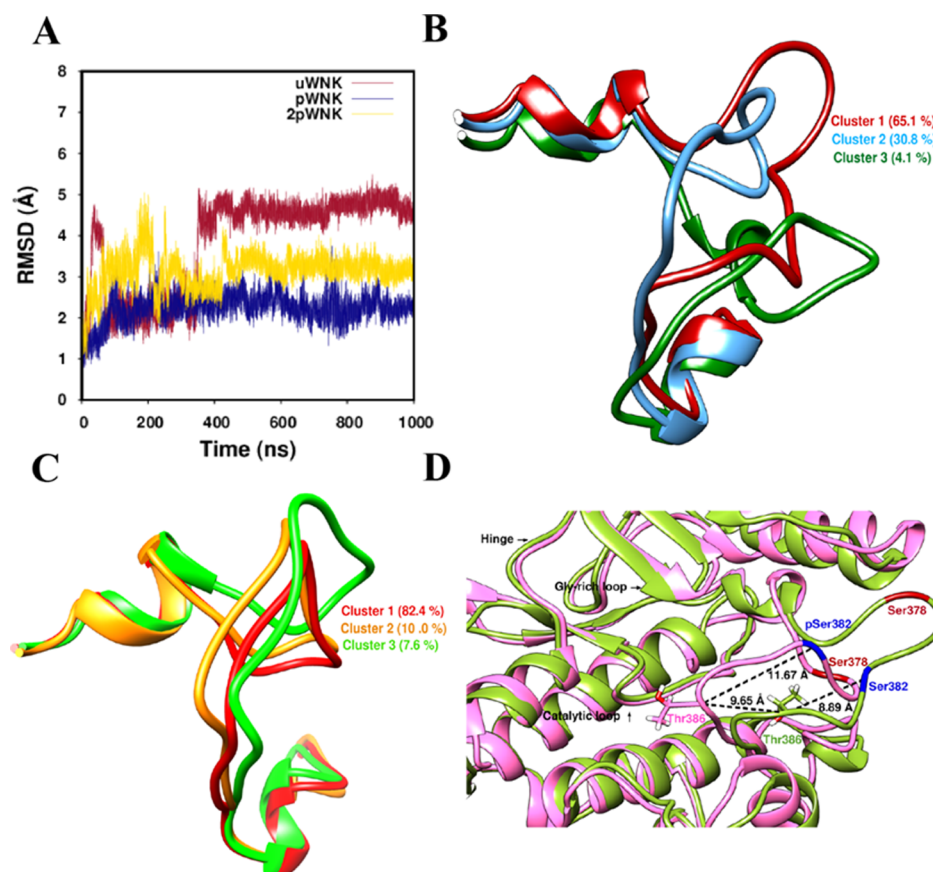 A
B
8
7
6
5
4
3
2
1
0
RMSD (Å)
uWNK
pWNK
2pWNK
0
200
400
600
800
1000
Time (ns)
Cluster 1 (65.1 %)
Cluster 2 (30.8 %)
Cluster 3 (4.1 %)
C
D
Cluster 1 (82.4 %)
Cluster 2 (10 .0 %)
Cluster 3 (7.6 %)
Hinge
Gly-rich loop
Ser378
pSer382
Ser378
11.67 Å
Ser382
9.65 Å
8.89 Å
Catalytic loop
Thr386
Thr386